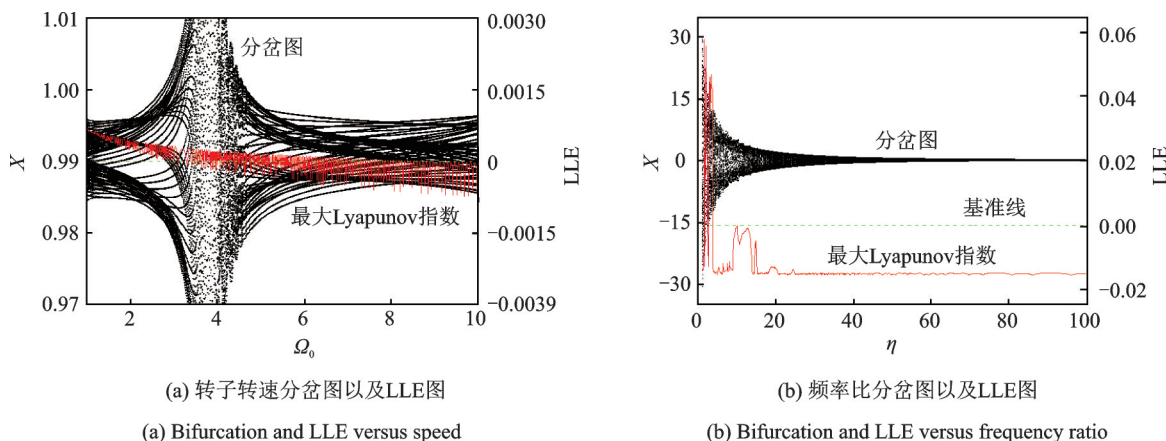 1.01
1.00
0.99
0.98
0.97
X
0.0030
0.0015
0
−0.0015
−0.0039
LLE
分岔图
最大Lyapunov指数
2 4 6 8 10
Ω₀
(a) 转子转速分岔图以及LLE图
(a) Bifurcation and LLE versus speed
30
15
0
−15
−30
X
0.06
0.04
0.02
0.00
−0.02
LLE
分岔图
基准线
最大Lyapunov指数
0 20 40 60 80 100
η
(b) 频率比分岔图以及LLE图
(b) Bifurcation and LLE versus frequency ratio